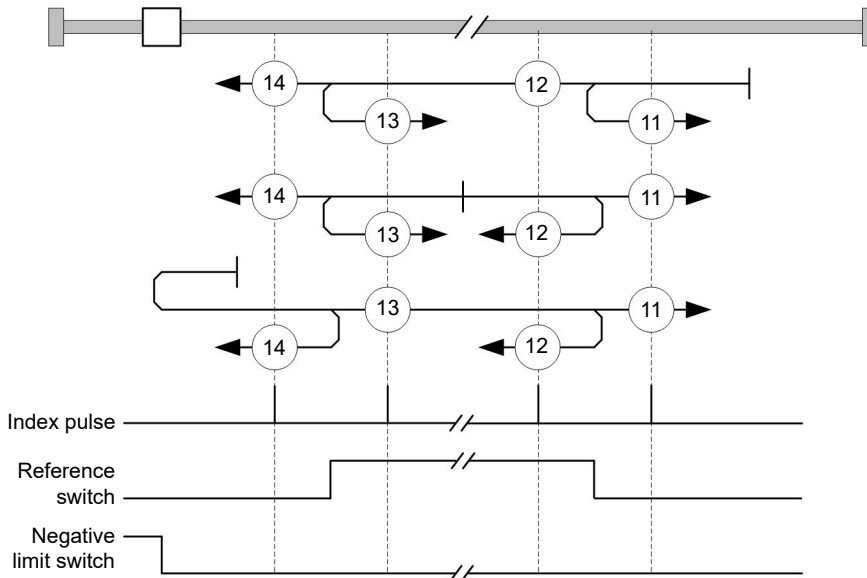 14
12
13
11
14
11
13
12
13
11
14
12
Index pulse
Reference
switch
Negative
limit switch